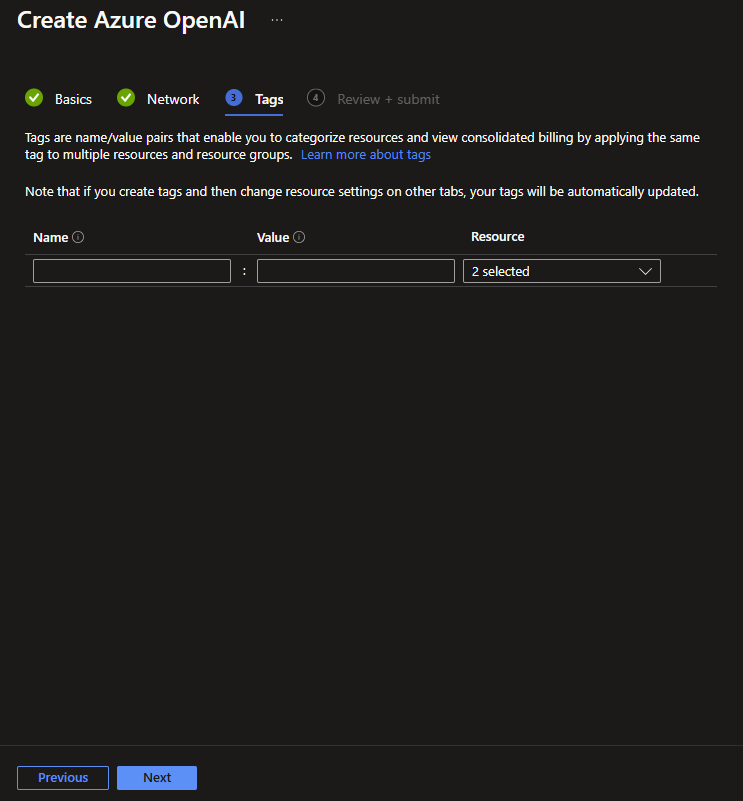 Create Azure OpenAI ...
Basics Network 3 Tags 4 Review + submit
Tags are name/value pairs that enable you to categorize resources and view consolidated billing by applying the same
tag to multiple resources and resource groups. Learn more about tags
Note that if you create tags and then change resource settings on other tabs, your tags will be automatically updated.
Name Value Resource
: 2 selected
Previous Next